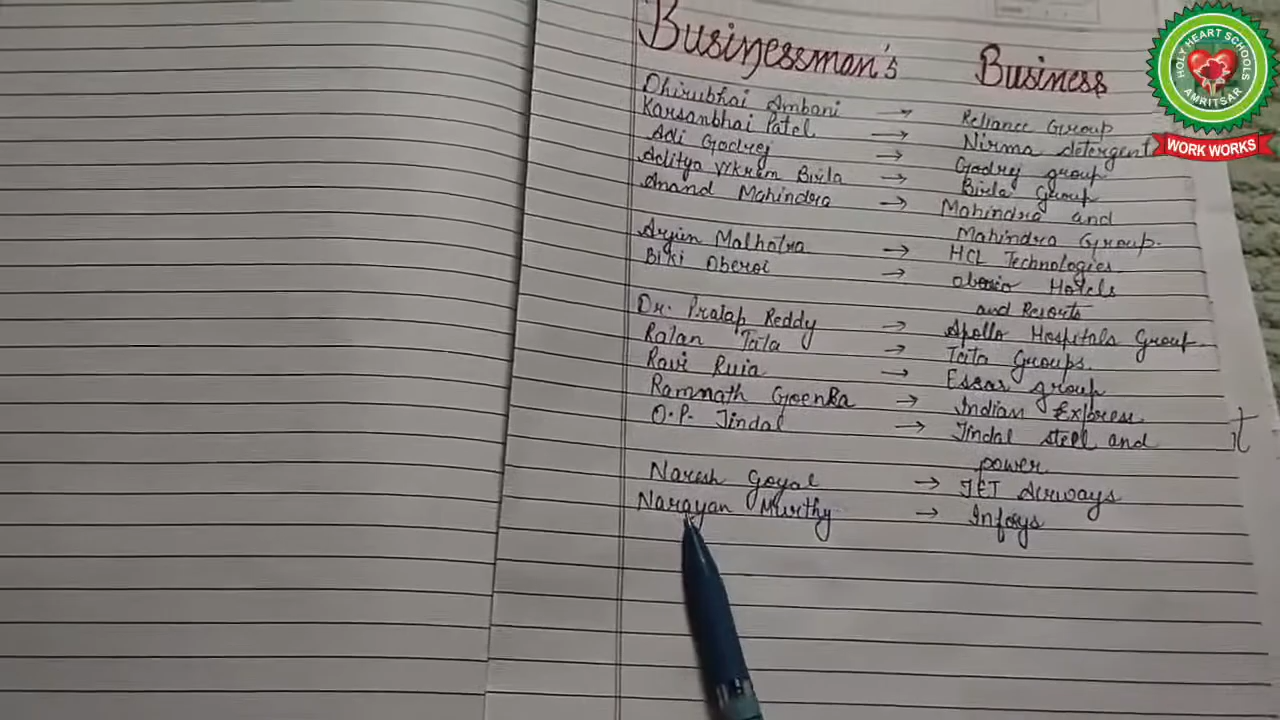 Businessman's Business
Dhirubhai Ambani → Reliance Group
Karsanbhai Patel → Nirma detergent
Adi Godrej → Godrej group
Aditya Vikram Birla → Birla Group
Anand Mahindra → Mahindra and
Mahindra Group.
Arjun Malhotra → HCL Technologies
Biki Oberoi → Hotels
and Resorts
Dr. Pratap Reddy → Apollo Hospitals Group
Ratan Tata → Tata Groups.
Ravi Ruia → Essar group
Ramnath Goenka → Indian Express
O.P. Jindal → Jindal steel and
power
Naresh Goyal → JET Airways
Narayan Murthy → Infosys
HOLY HEART SCHOOLS
AMRITSAR
WORK WORKS